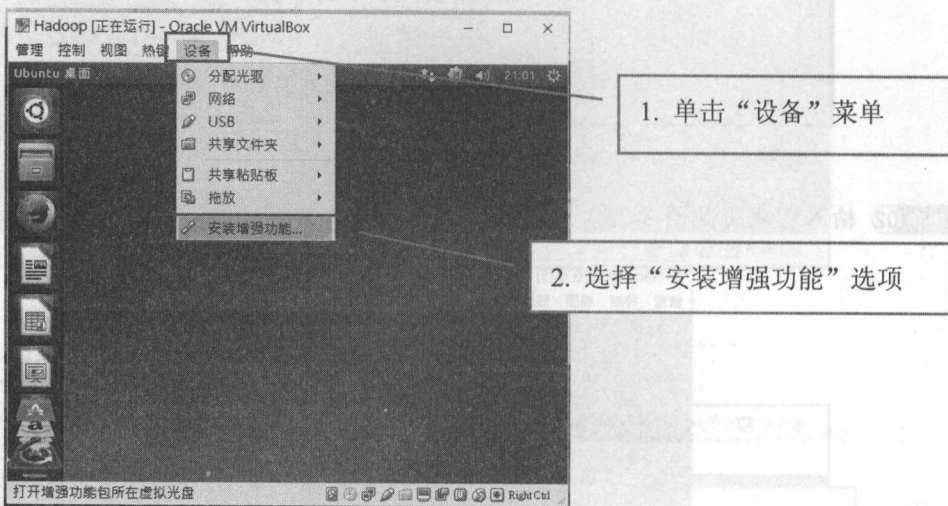 Hadoop [正在运行] - Oracle VM VirtualBox
管理 控制 视图 热键 设备 帮助
Ubuntu 桌面 21:01
分配光驱
网络
USB
共享文件夹
共享粘贴板
拖放
安装增强功能...
1. 单击“设备”菜单
2. 选择“安装增强功能”选项
打开增强功能包所在虚拟光盘
Right Ctrl